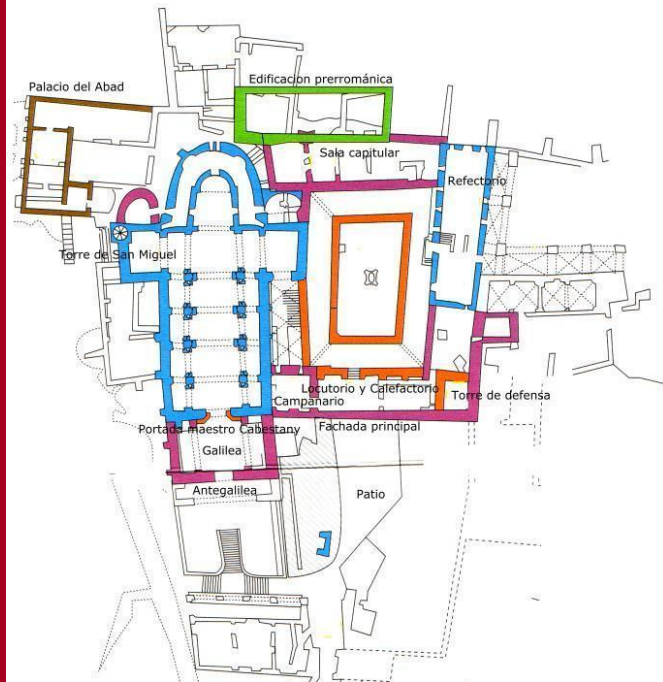 Edificacion prerrománica
Palacio del Abad
Sala capitular
Refectorio
Torre de San Miguel
Locutorio y Calefactorio
Torre de defensa
Campanario
Portada maestro Cabestany
Fachada principal
Galilea
Antegalilea
Patio